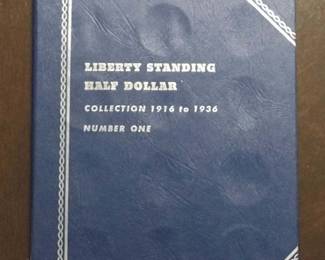 LIBERTY STANDING
HALF DOLLAR
COLLECTION 1916 to 1936
NUMBER ONE